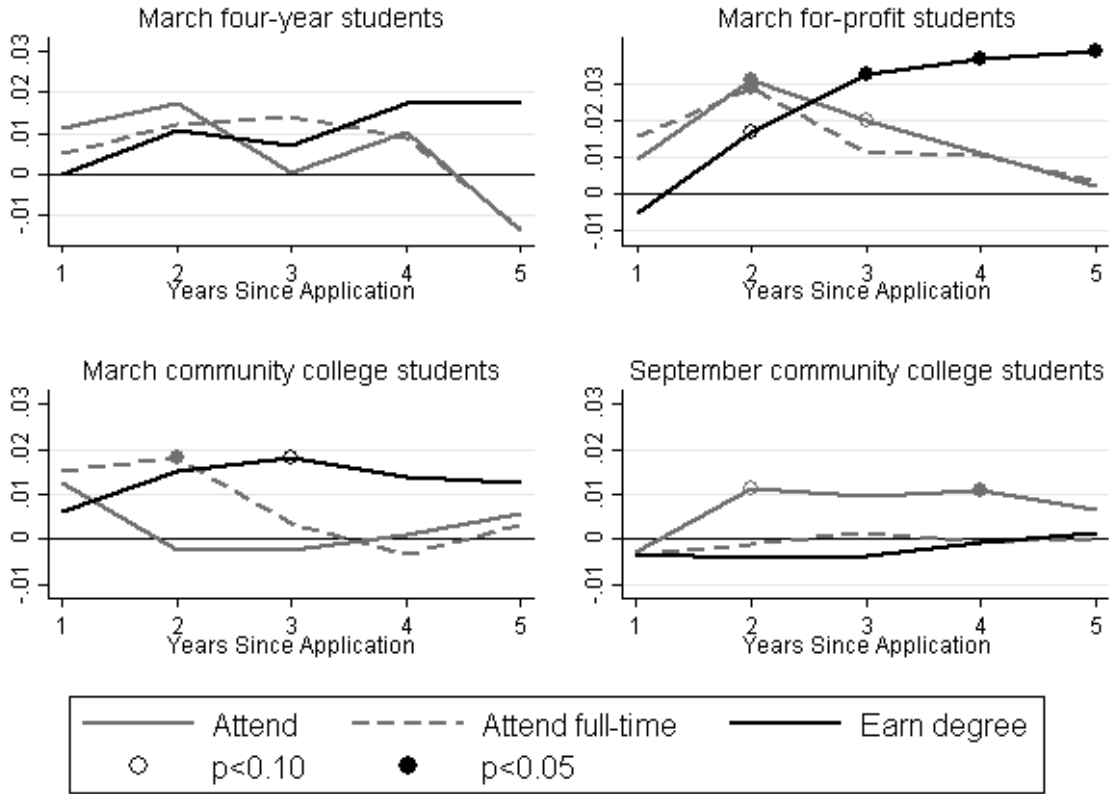 March four-year students
.03
.02
.01
0
-.01
1 2 3 4 5
Years Since Application
March for-profit students
.03
.02
.01
0
-.01
1 2 3 4 5
Years Since Application
March community college students
.03
.02
.01
0
-.01
1 2 3 4 5
Years Since Application
September community college students
.03
.02
.01
0
-.01
1 2 3 4 5
Years Since Application
Attend Attend full-time Earn degree
p<0.10 p<0.05